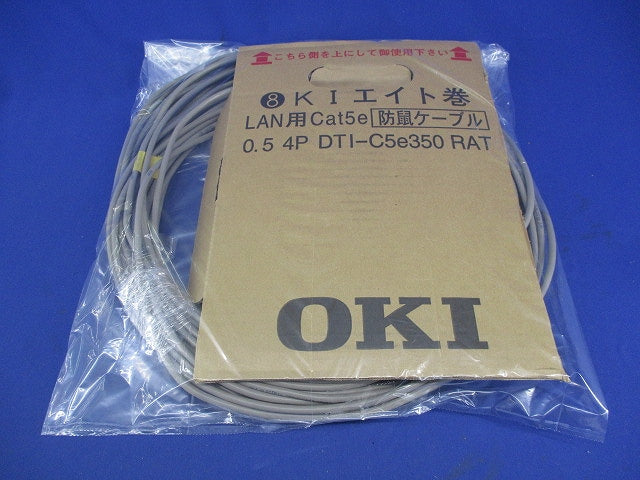 こちら側を上にして御使用下さい
❽KIエイト巻
LAN用Cat5e 防鼠ケーブル
0.5 4P DTI-C5e350 RAT
OKI